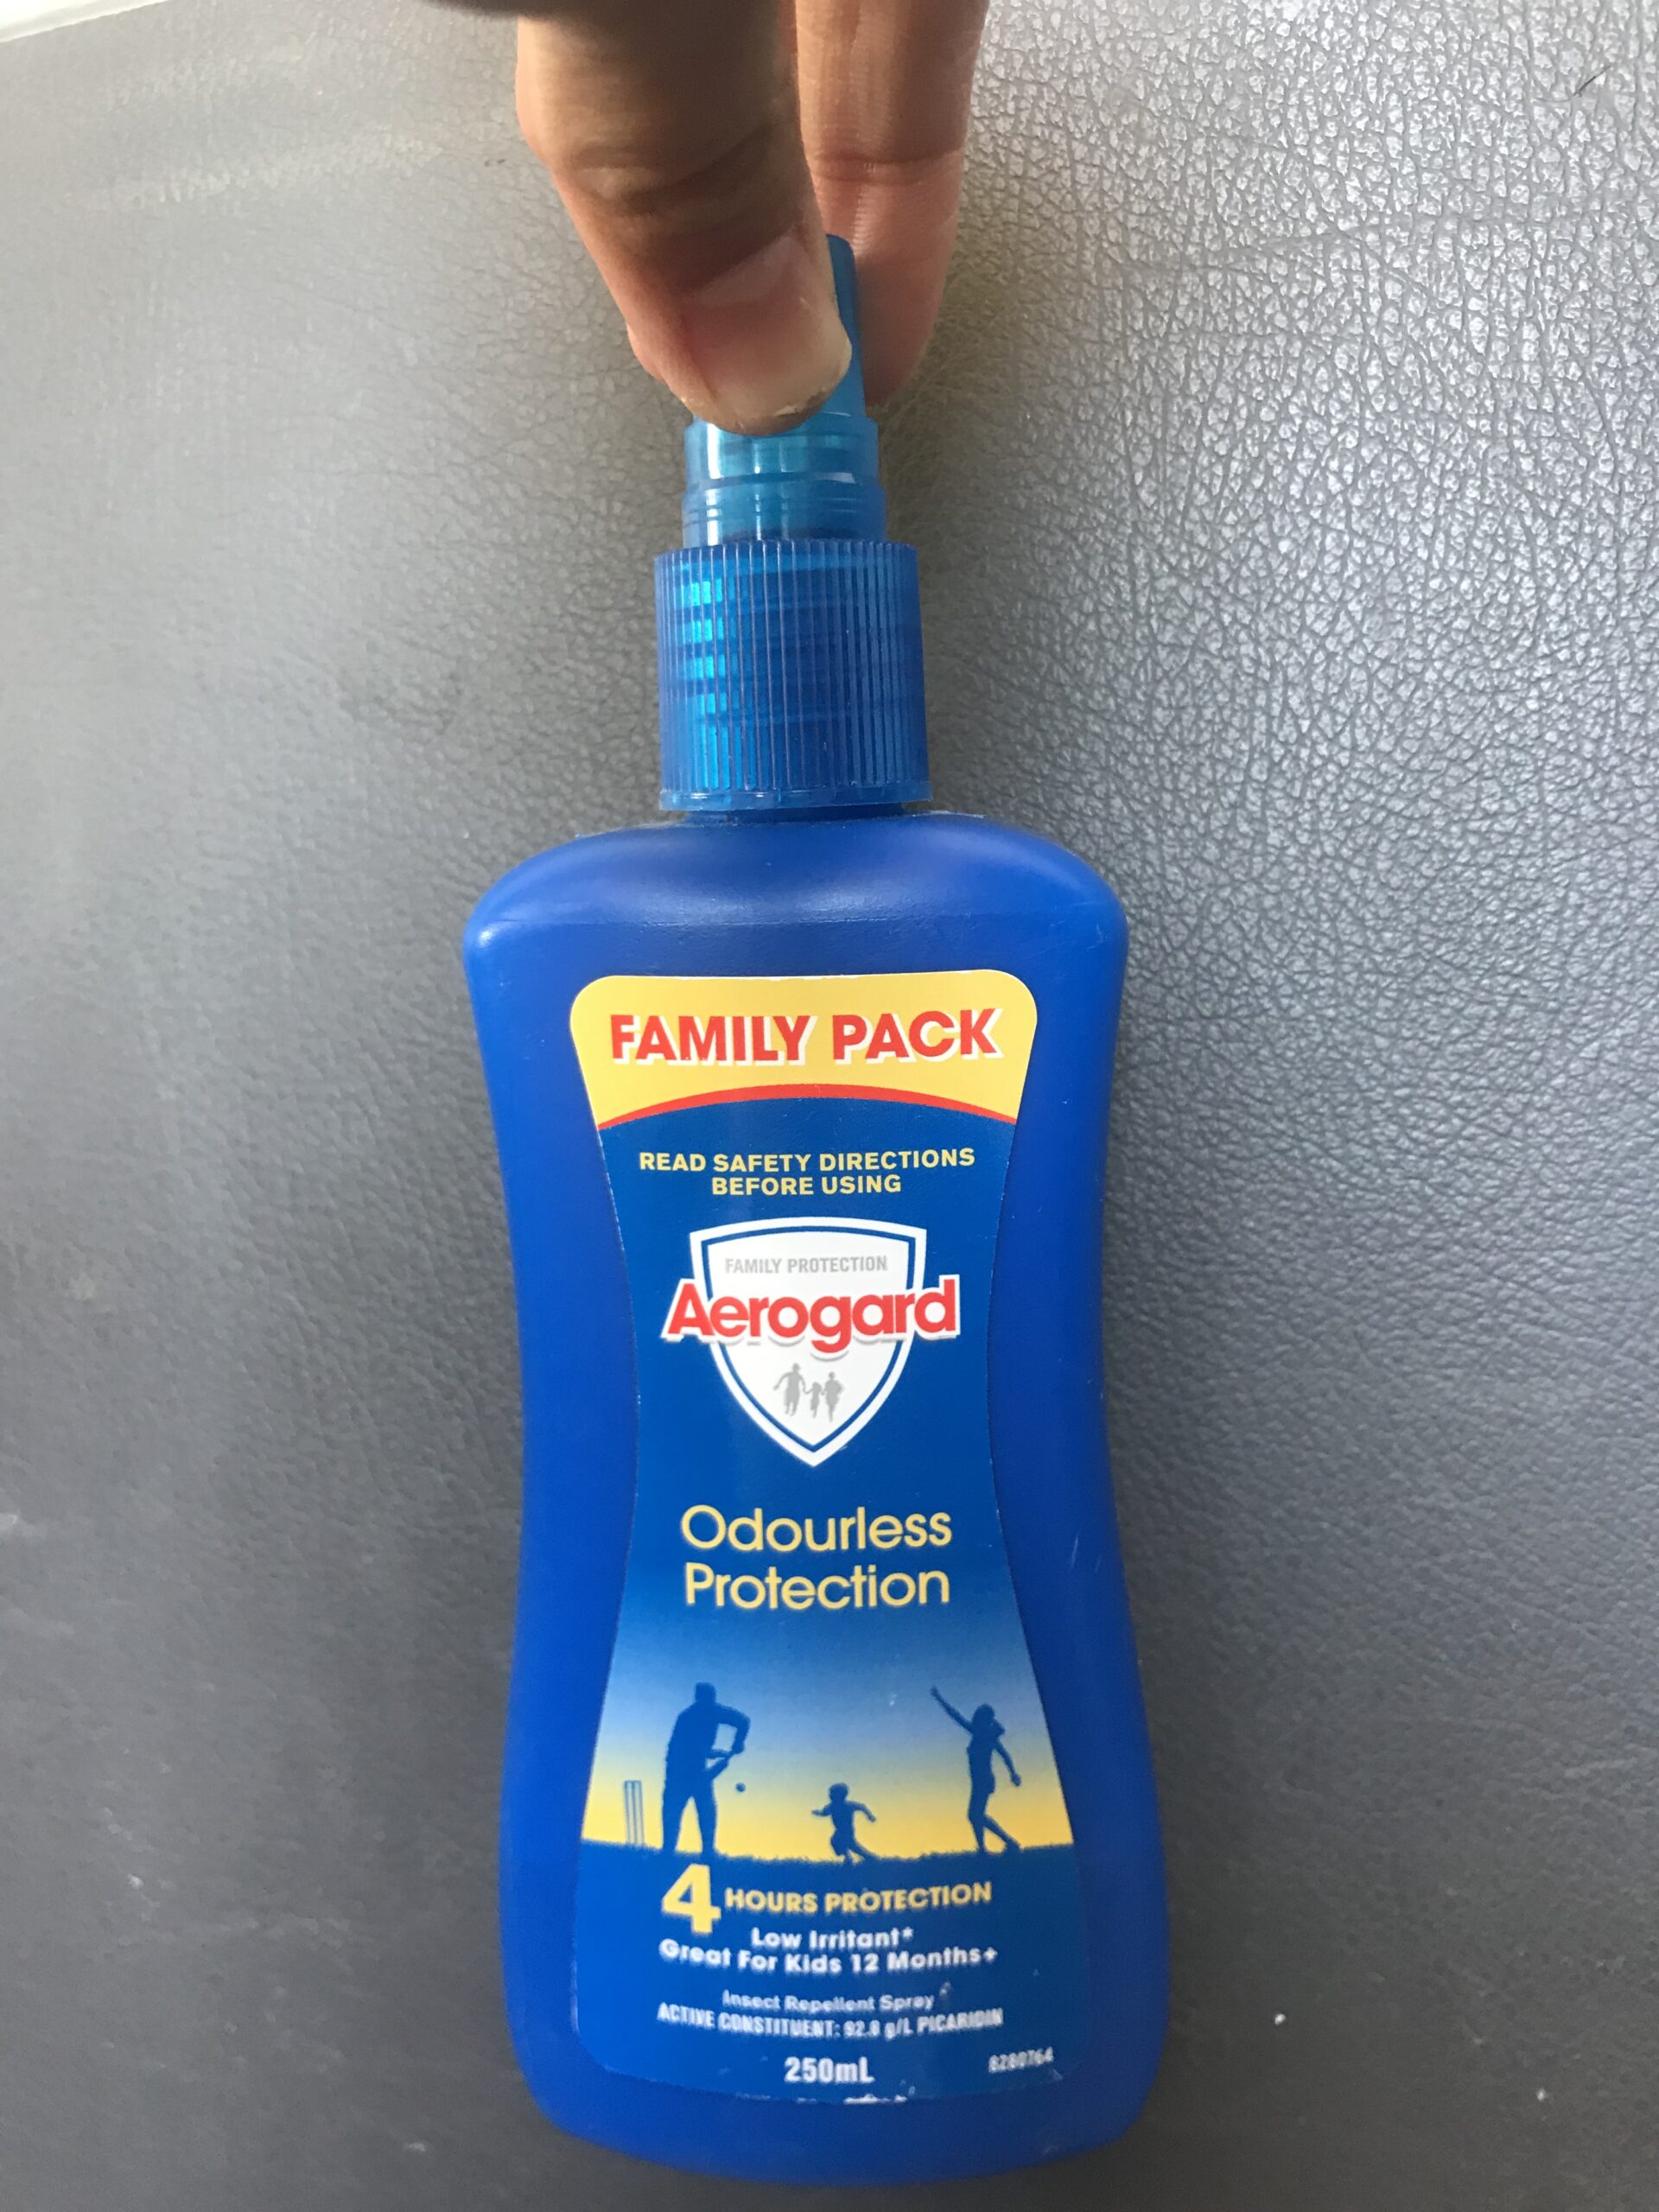 FAMILY PACK
READ SAFETY DIRECTIONS
BEFORE USING
FAMILY PROTECTION
Aerogard
Odourless
Protection
4 HOURS PROTECTION
Low Irritant*
Great For Kids 12 Months+
Insect Repellent Spray
ACTIVE CONSTITUENT: 92.8 g/L PICARIDIN
250mL
8280764